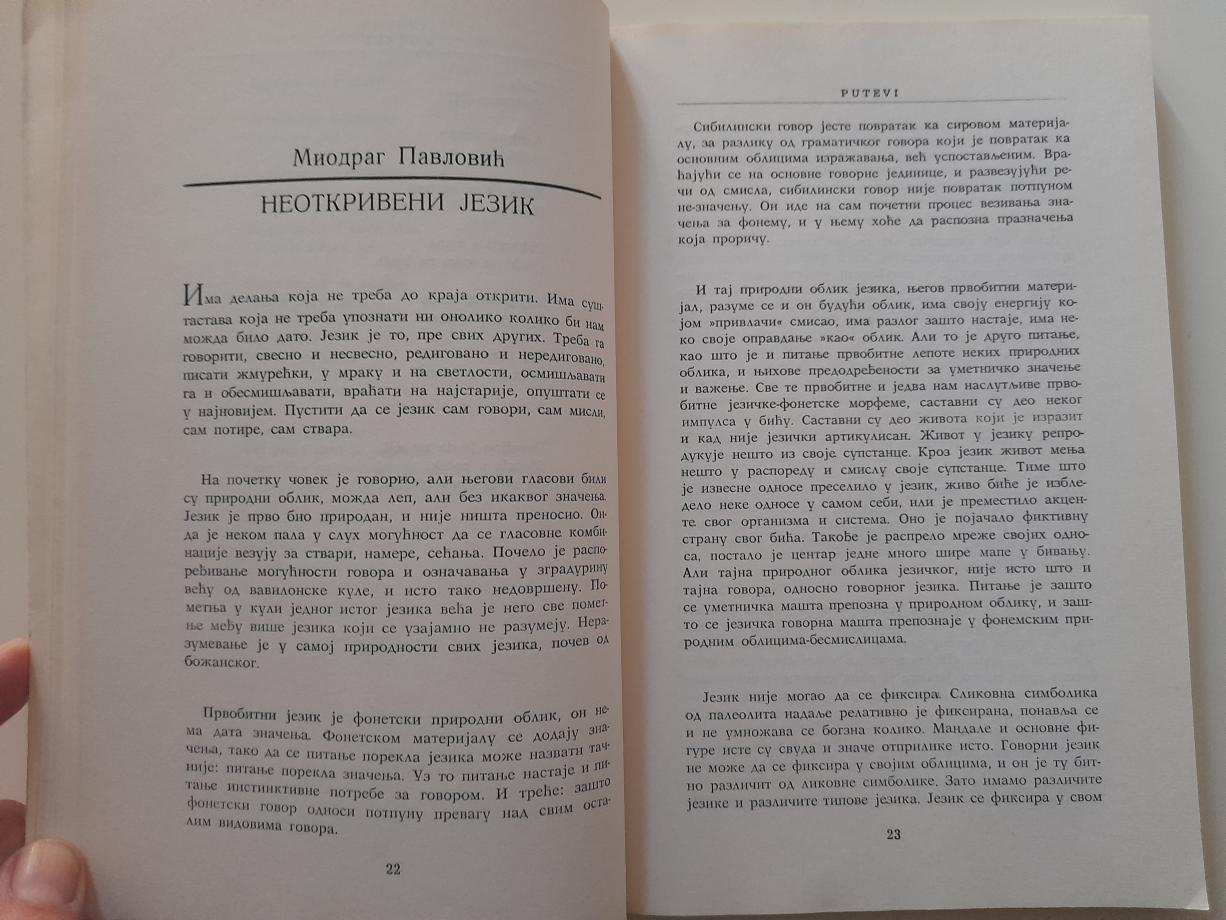 Миодраг Павловић
НЕОТКРИВЕНИ ЈЕЗИК
Има делања која не треба до краја открити. Има суш-
тастава која не треба упознати ни онолико колико би нам
можда било дато. Језик је то, пре свих других. Треба га
говорити, свесно и несвесно, редиговано и нередиговано,
писати жмурећки, у мраку и на светлости, осмишљавати
га и обесмишљавати, враћати на најстарије, опуштати се
у најновијем. Пустити да се језик сам говори, сам мисли,
сам потире, сам ствара.
На почетку човек је говорио, али његови гласови били
су природни облик, можда леп, али без икаквог значења.
Језик је прво био природан, и није ништа преносио. Он-
да је неком пала у слух могућност да се гласовне комби-
нације везују за ствари, намере, сећања. Почело је распо-
ређивање могућности говора и означавања у зградурину
већу од вавилонске куле, и исто тако недовршену. По-
метња у кули једног истог језика већа је него све помет-
ње међу више језика који се узајамно не разумеју. Нера-
зумевање је у самој природности свих језика, почев од
божанског.
Првобитни језик је фонетски природни облик, он не-
ма дата значења. Фонетском материјалу се додају зна-
чења, тако да се питање порекла језика може назвати тач-
није: питање порекла значења. Уз то питање настаје и пи-
тање инстинктивне потребе за говором. И треће: зашто
фонетски говор односи потпуну превагу над свим оста-
лим видовима говора.
22
PUTEVI
Сибилински говор јесте повратак ка сировом материја-
лу, за разлику од граматичког говора који је повратак ка
основним облицима изражавања, већ успостављеним. Вра-
ћајући се на основне говорне јединице, и развезујући ре-
чи од смисла, сибилински говор није повратак потпуном
не-значењу. Он иде на сам почетни процес везивања зна-
чења за фонему, и у њему хоће да распозна празначења
која проричу.
И тај природни облик језика, његов првобитни матери-
јал, разуме се и он будући облик, има своју енергију ко-
јом »привлачи« смисао, има разлог зашто настаје, има не-
ко своје оправдање »као« облик. Али то је друго питање,
као што је и питање првобитне лепоте неких природних
облика, и њихове предодређености за уметничко значење
и важење. Све те првобитне и једва нам наслутљиве прво-
битне језичке-фонетске морфеме, саставни су део неког
импулса у бићу. Саставни су део живота који је изразит
и кад није језички артикулисан. Живот у језику репро-
дукује нешто из своје супстанце. Кроз језик живот мења
нешто у распореду и смислу своје супстанце. Тиме што
је извесне односе преселило у језик, живо биће је избле-
дело неке односе у самом себи, или је преместило акцен-
те свог организма и система. Оно је појачало фиктивну
страну свог бића. Такође је распрело мреже својих одно-
са, постало је центар једне много шире мапе у бивању.
Али тајна природног облика језичког, није исто што и
тајна говора, односно говорног језика. Питање је зашто
се уметничка машта препозна у природном облику, и заш-
то се језичка говорна машта препознаје у фонемским при-
родним облицима-бесмислицама.
Језик није могао да се фиксира. Сликовна симболика
од палеолита надаље релативно је фиксирана, понавља се
и не умножава се богзна колико. Мандале и основне фи-
гуре исте су свуда и значе отприлике исто. Говорни језик
не може да се фиксира у својим облицима, и он је ту бит-
но различит од ликовне симболике. Зато имамо различите
језике и различите типове језика. Језик се фиксира у свом
23